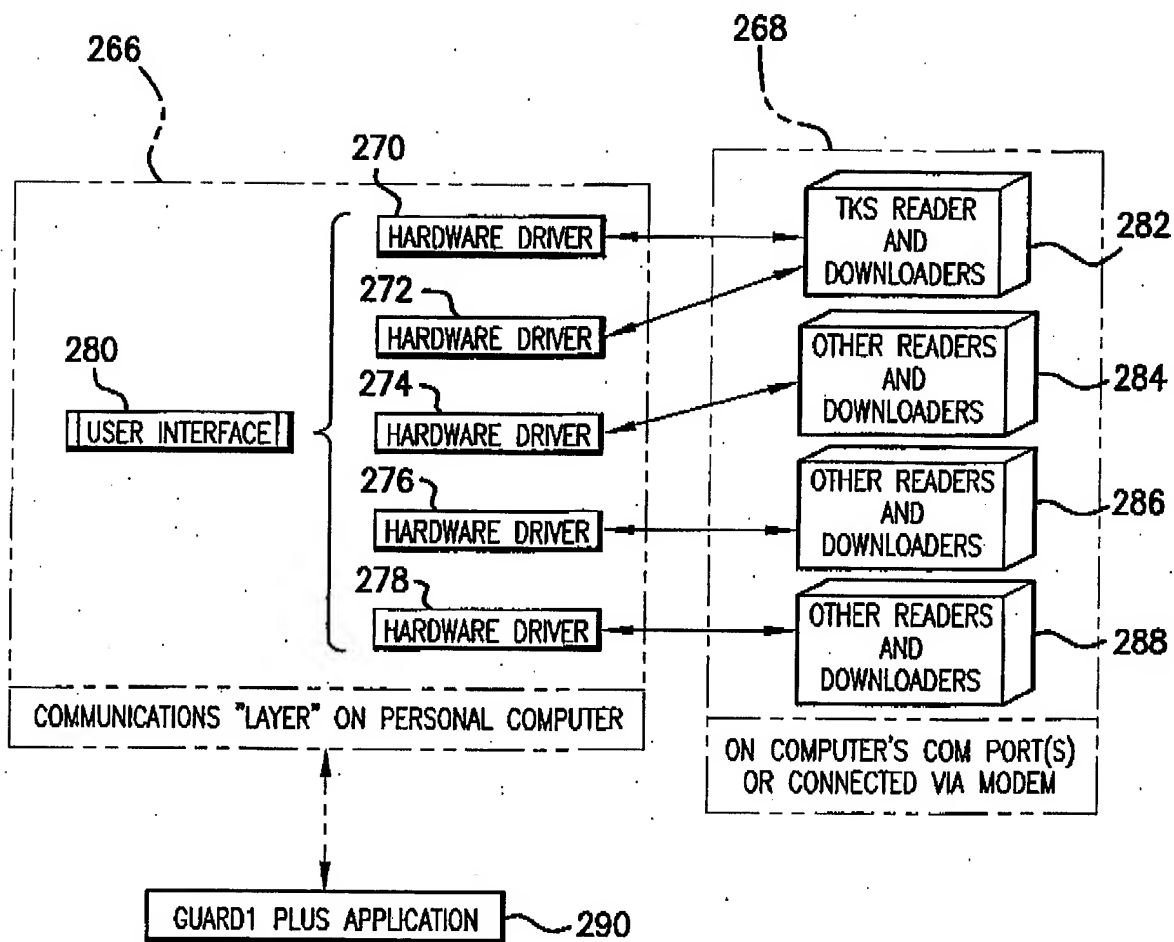 266
268
270
HARDWARE DRIVER
272
HARDWARE DRIVER
280
USER INTERFACE
274
HARDWARE DRIVER
276
HARDWARE DRIVER
278
HARDWARE DRIVER
COMMUNICATIONS "LAYER" ON PERSONAL COMPUTER
TKS READER
AND
DOWNLOADERS
282
OTHER READERS
AND
DOWNLOADERS
284
OTHER READERS
AND
DOWNLOADERS
286
OTHER READERS
AND
DOWNLOADERS
288
ON COMPUTER'S COM PORT(S)
OR CONNECTED VIA MODEM
GUARD1 PLUS APPLICATION
290